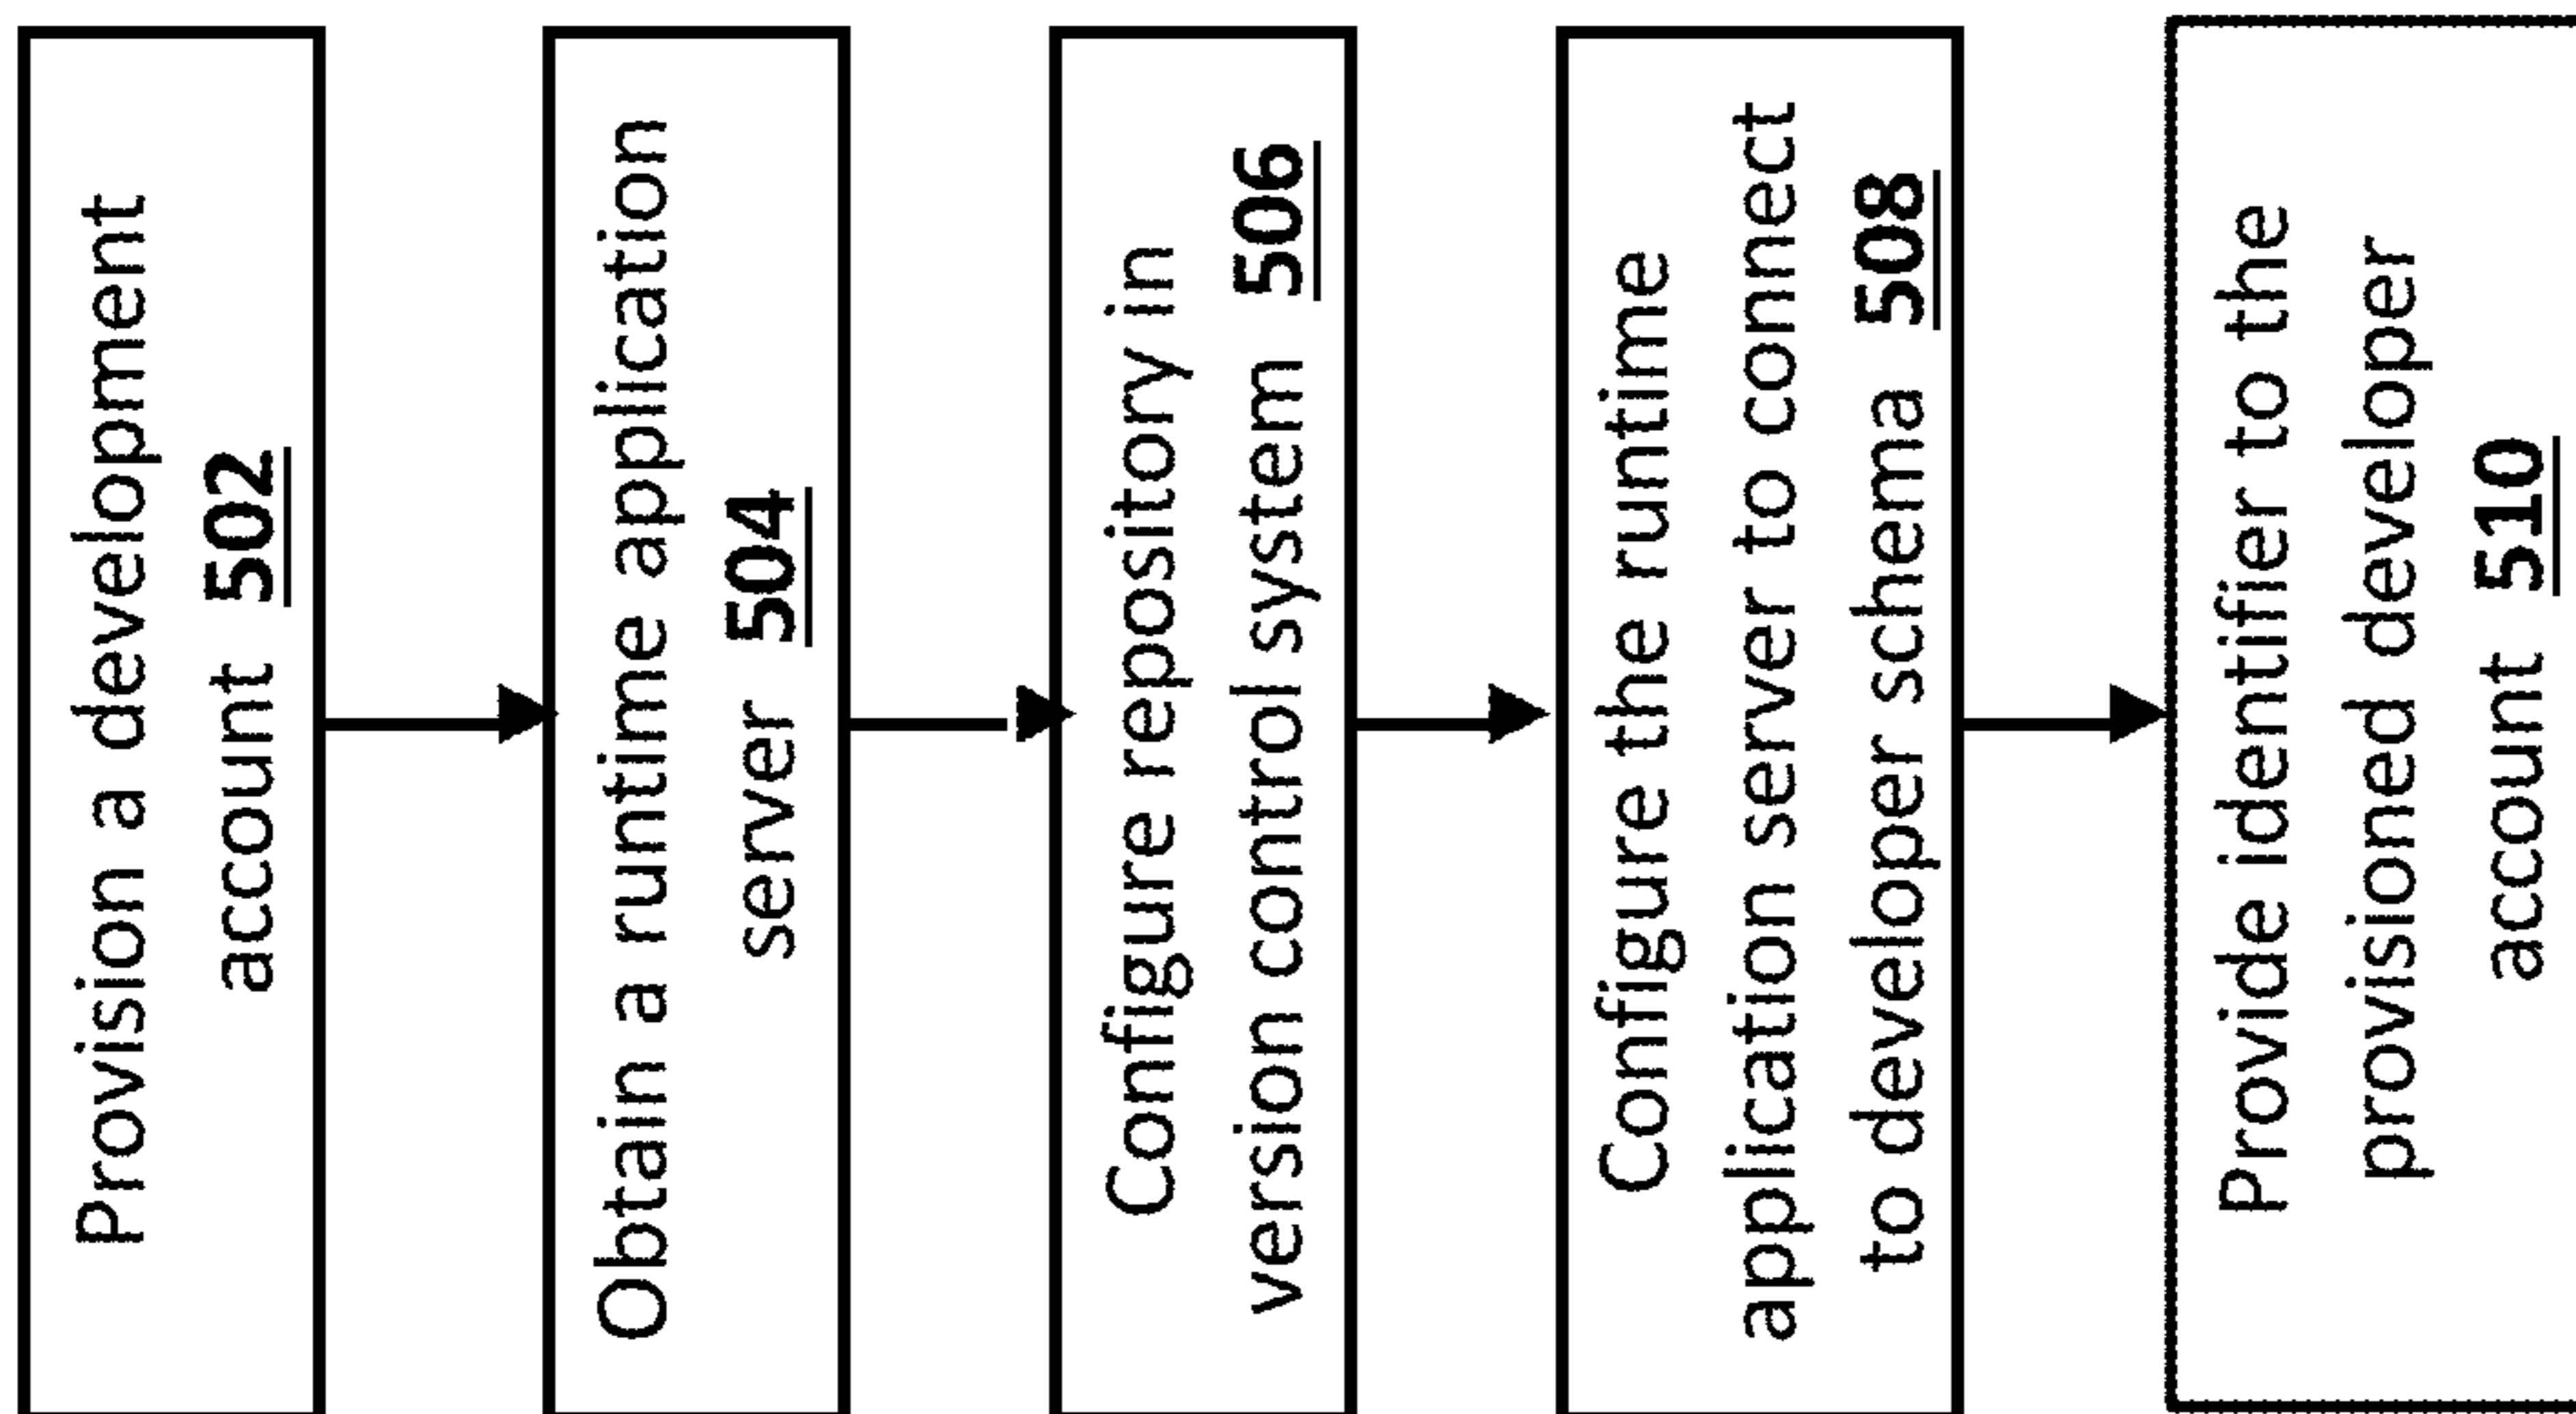 Provision a development
account 502
Obtain a runtime application
server 504
Configure repository in
version control system 506
Configure the runtime
application server to connect
to developer schema 508
Provide identifier to the
provisioned developer
account 510